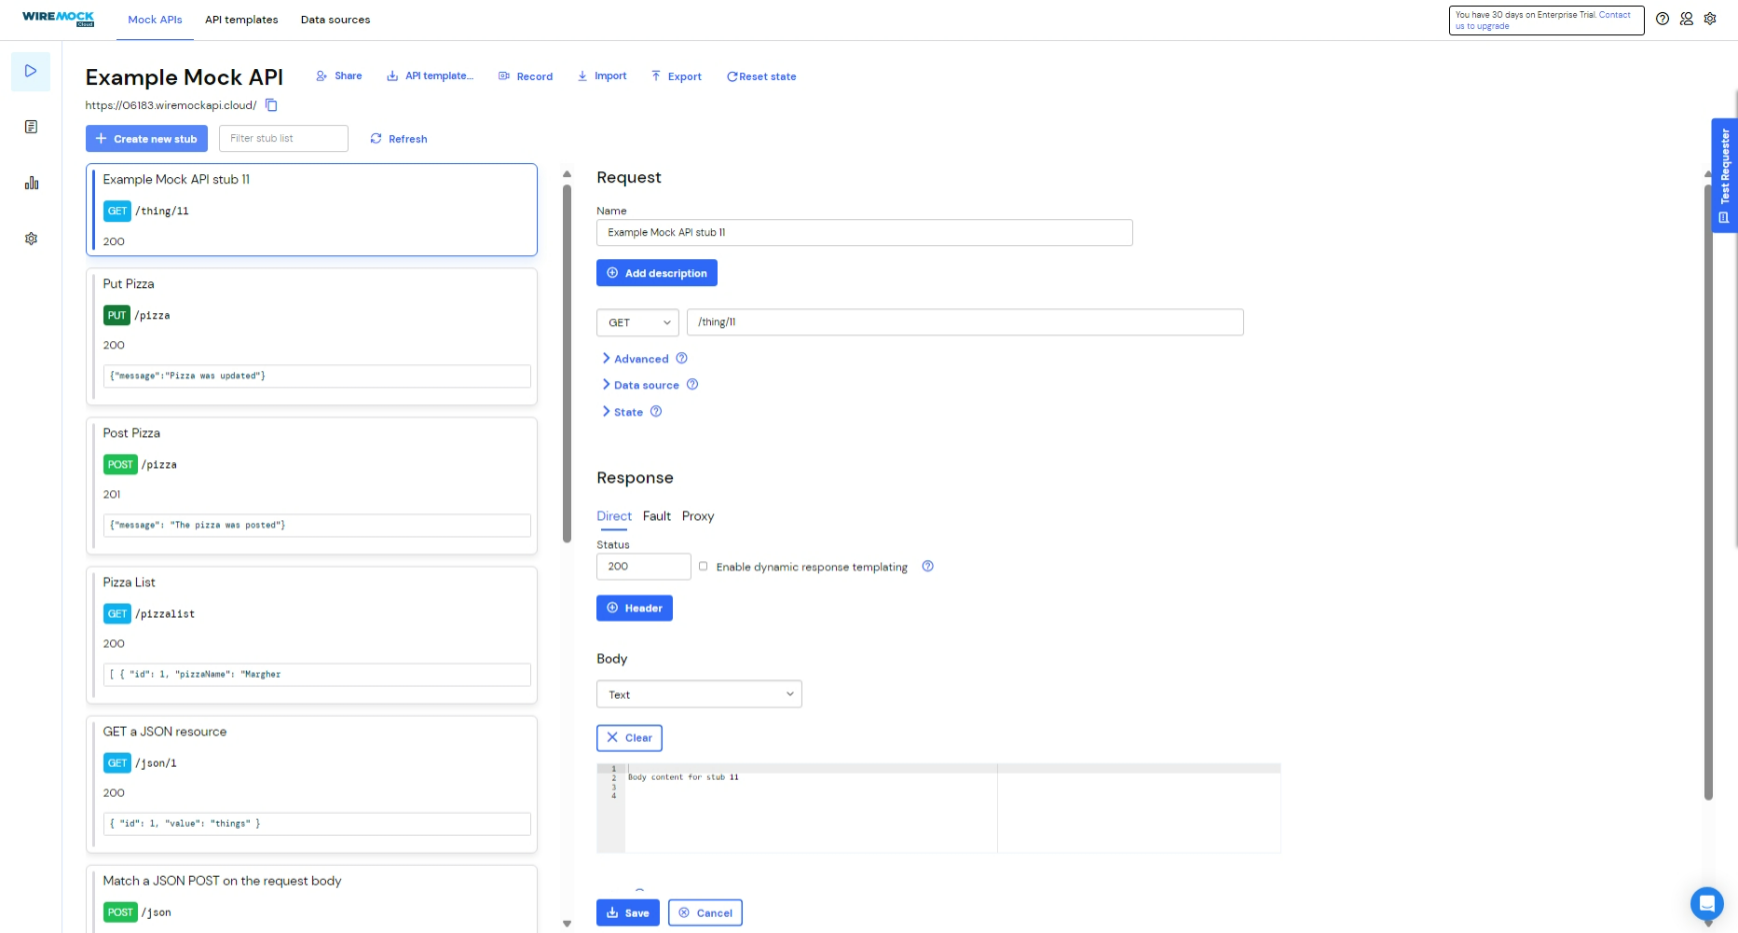 WIREMOCK
Cloud
Mock APIs
API templates
Data sources
You have 30 days on Enterprise Trial. Contact
us to upgrade
Example Mock API
Share
API template...
Record
Import
Export
Reset state
https://06183.wiremockapi.cloud/
Create new stub
Filter stub list
Refresh
Example Mock API stub 11
GET /thing/11
200
Put Pizza
PUT /pizza
200
{"message":"Pizza was updated"}
Post Pizza
POST /pizza
201
{"message": "The pizza was posted"}
Pizza List
GET /pizzalist
200
[ { "id": 1, "pizzaName": "Margher
GET a JSON resource
GET /json/1
200
{ "id": 1, "value": "things" }
Match a JSON POST on the request body
POST /json
Request
Name
Example Mock API stub 11
Add description
GET
/thing/11
Advanced
Data source
State
Response
Direct Fault Proxy
Status
200
Enable dynamic response templating
Header
Body
Text
Clear
1
2 Body content for stub 11
3
4
Save
Cancel
Test Requester